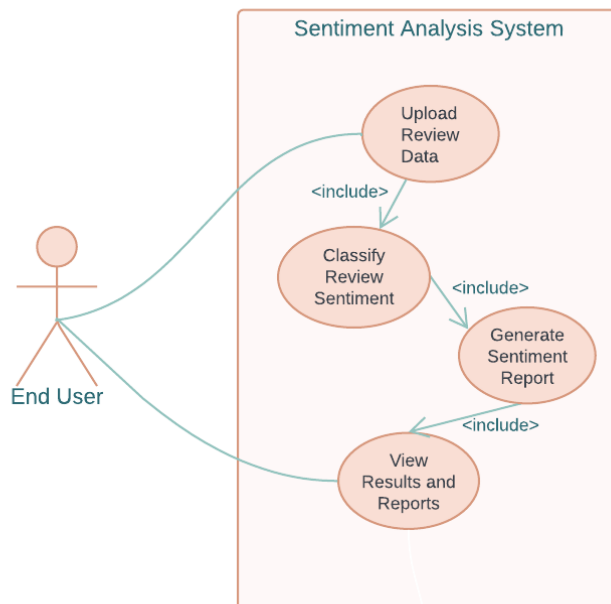 Sentiment Analysis System
Upload
Review
Data
<include>
Classify
Review
Sentiment
<include>
Generate
Sentiment
Report
End User
<include>
View
Results and
Reports